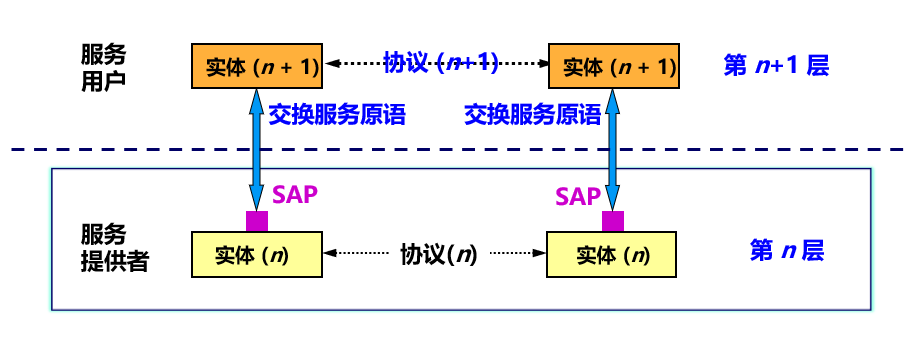 服务
用户
实体 (n + 1)
协议 (n+1)
实体 (n + 1)
第 n+1 层
交换服务原语
交换服务原语
SAP
SAP
服务
提供者
实体 (n)
协议(n)
实体 (n)
第 n 层